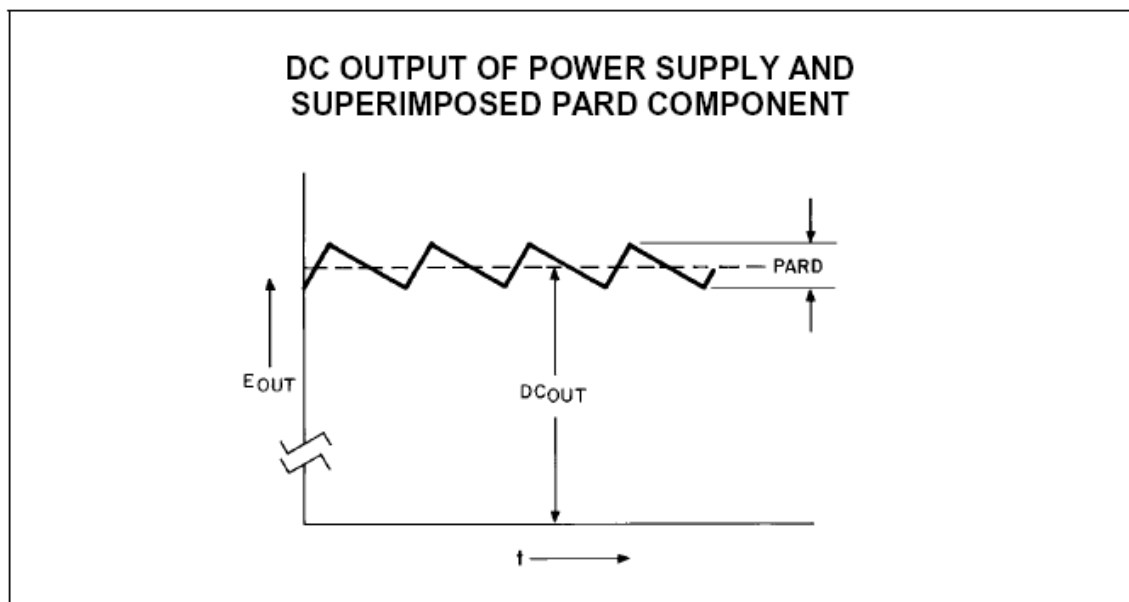 DC OUTPUT OF POWER SUPPLY AND
SUPERIMPOSED PARD COMPONENT
PARD
EOUT
DCOUT
t